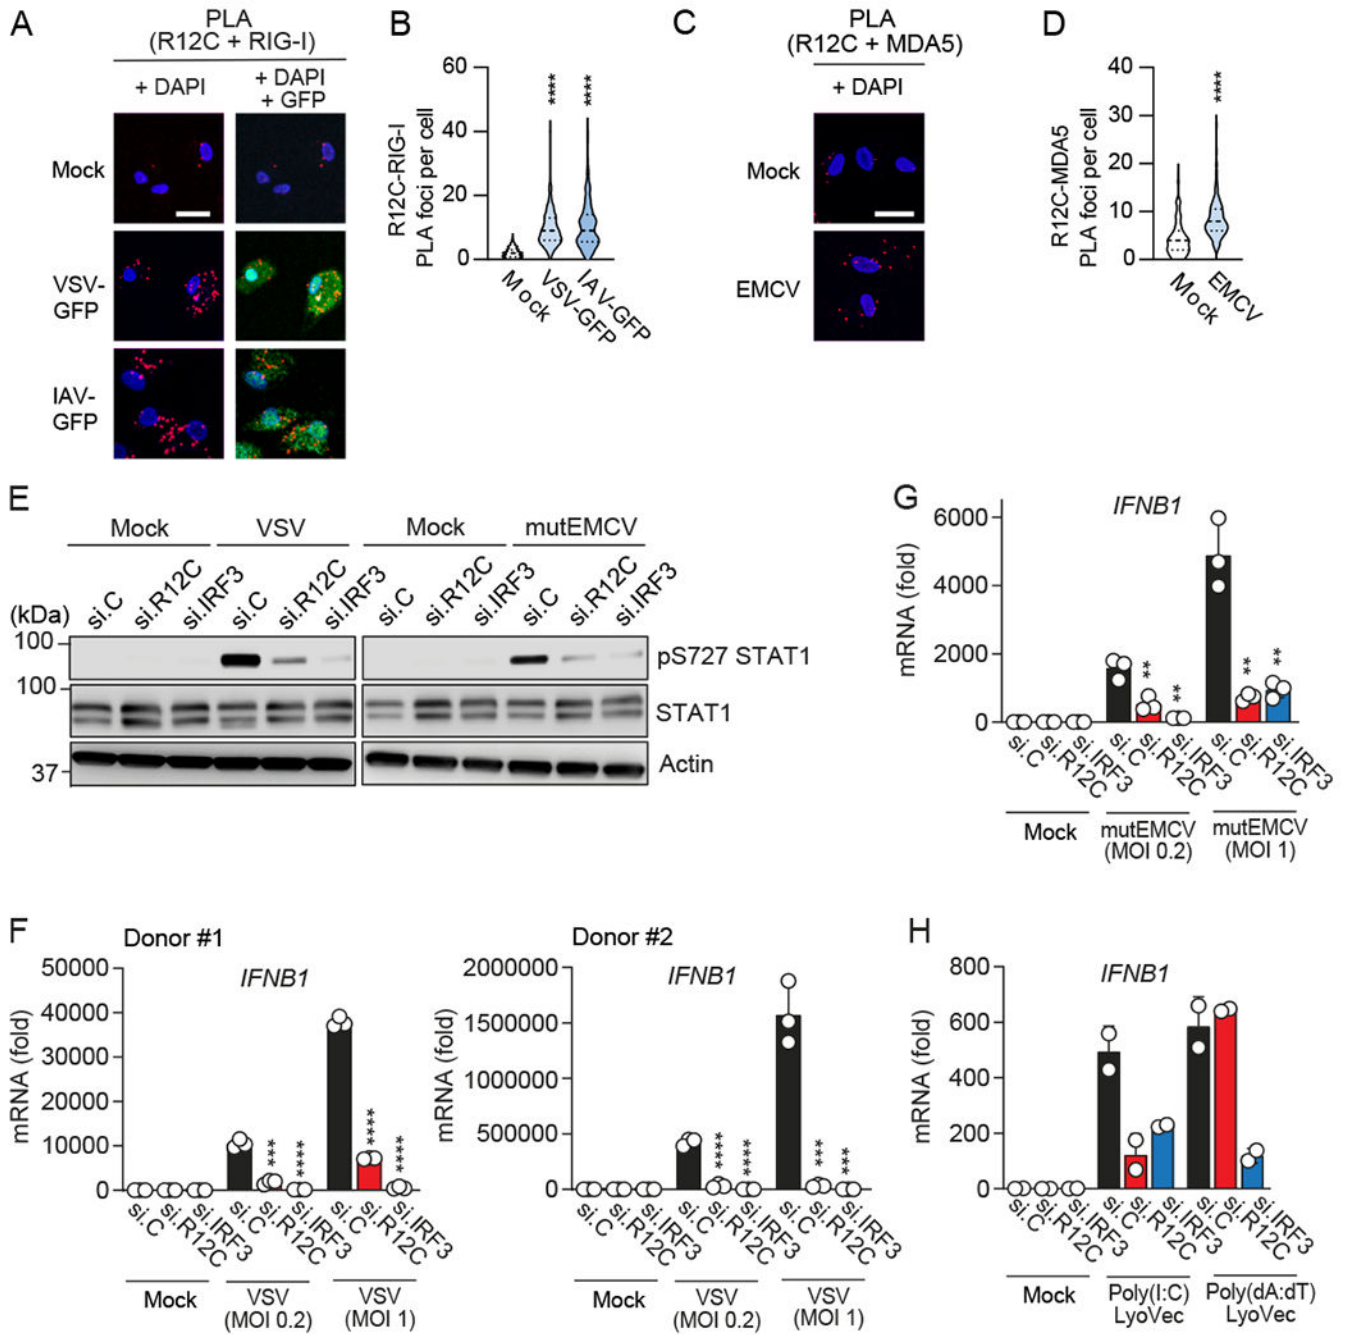 A
PLA
(R12C + RIG-I)
+ DAPI
+ DAPI
+ GFP
Mock
VSV-
GFP
IAV-
GFP
B
R12C-RIG-I
PLA foci per cell
60
40
20
0
****
****
Mock
VSV-GFP
IAV-GFP
C
PLA
(R12C + MDA5)
+ DAPI
Mock
EMCV
D
R12C-MDA5
PLA foci per cell
40
30
20
10
0
****
Mock
EMCV
E
Mock
VSV
Mock
mutEMCV
(kDa)
si.C
si.R12C
si.IRF3
si.C
si.R12C
si.IRF3
si.C
si.R12C
si.IRF3
si.C
si.R12C
si.IRF3
100
pS727 STAT1
100
STAT1
37
Actin
G
IFNB1
mRNA (fold)
6000
4000
2000
0
**
**
**
**
si.C
si.R12C
si.IRF3
si.C
si.R12C
si.IRF3
si.C
si.R12C
si.IRF3
Mock
mutEMCV
(MOI 0.2)
mutEMCV
(MOI 1)
F
Donor #1
IFNB1
mRNA (fold)
50000
40000
30000
20000
10000
0
****
****
****
****
si.C
si.R12C
si.IRF3
si.C
si.R12C
si.IRF3
si.C
si.R12C
si.IRF3
Mock
VSV
(MOI 0.2)
VSV
(MOI 1)
Donor #2
IFNB1
mRNA (fold)
2000000
1500000
1000000
500000
0
****
****
***
***
si.C
si.R12C
si.IRF3
si.C
si.R12C
si.IRF3
si.C
si.R12C
si.IRF3
Mock
VSV
(MOI 0.2)
VSV
(MOI 1)
H
IFNB1
mRNA (fold)
800
600
400
200
0
si.C
si.R12C
si.IRF3
si.C
si.R12C
si.IRF3
si.C
si.R12C
si.IRF3
Mock
Poly(I:C)
LyoVec
Poly(dA:dT)
LyoVec